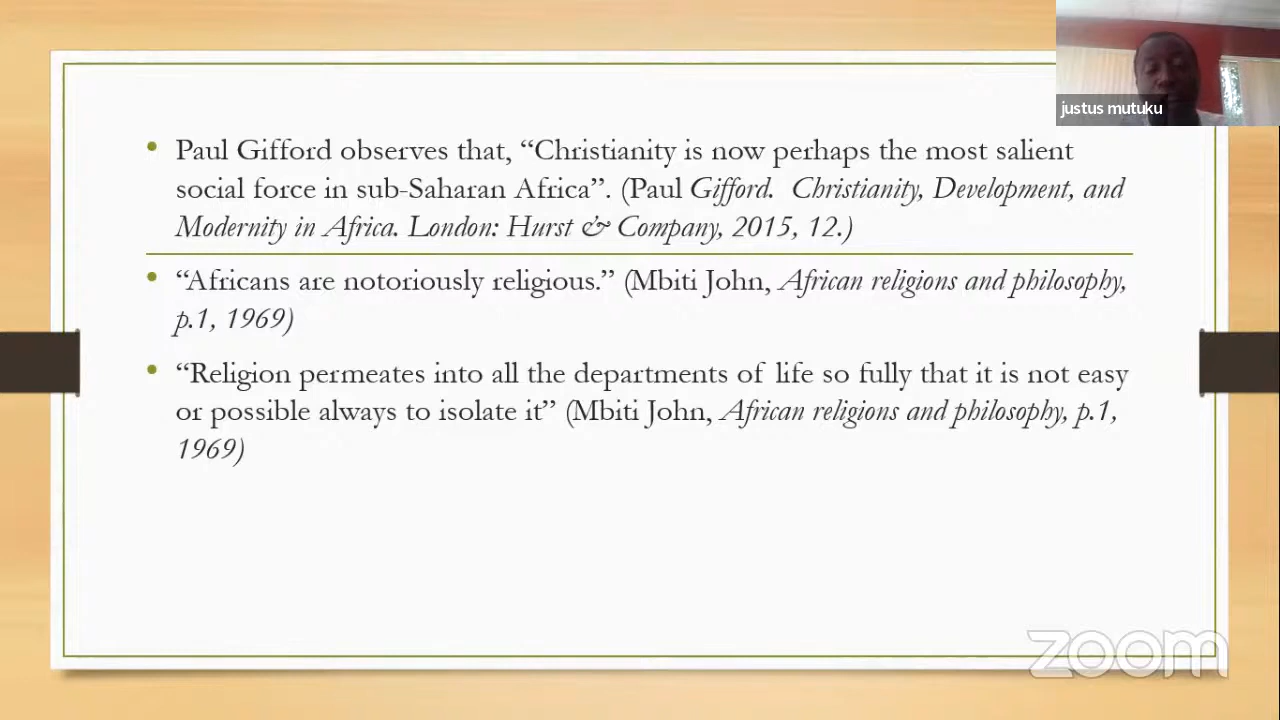 justus mutuku
• Paul Gifford observes that, “Christianity is now perhaps the most salient
social force in sub-Saharan Africa”. (Paul Gifford. Christianity, Development, and
Modernity in Africa. London: Hurst & Company, 2015, 12.)
• “Africans are notoriously religious.” (Mbiti John, African religions and philosophy,
p.1, 1969)
• “Religion permeates into all the departments of life so fully that it is not easy
or possible always to isolate it” (Mbiti John, African religions and philosophy, p.1,
1969)
zoom